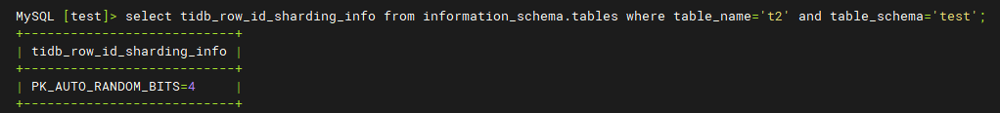 MySQL [test]> select tidb_row_id_sharding_info from information_schema.tables where table_name='t2' and table_schema='test';
+---------------------------+
| tidb_row_id_sharding_info |
+---------------------------+
| PK_AUTO_RANDOM_BITS=4     |
+---------------------------+